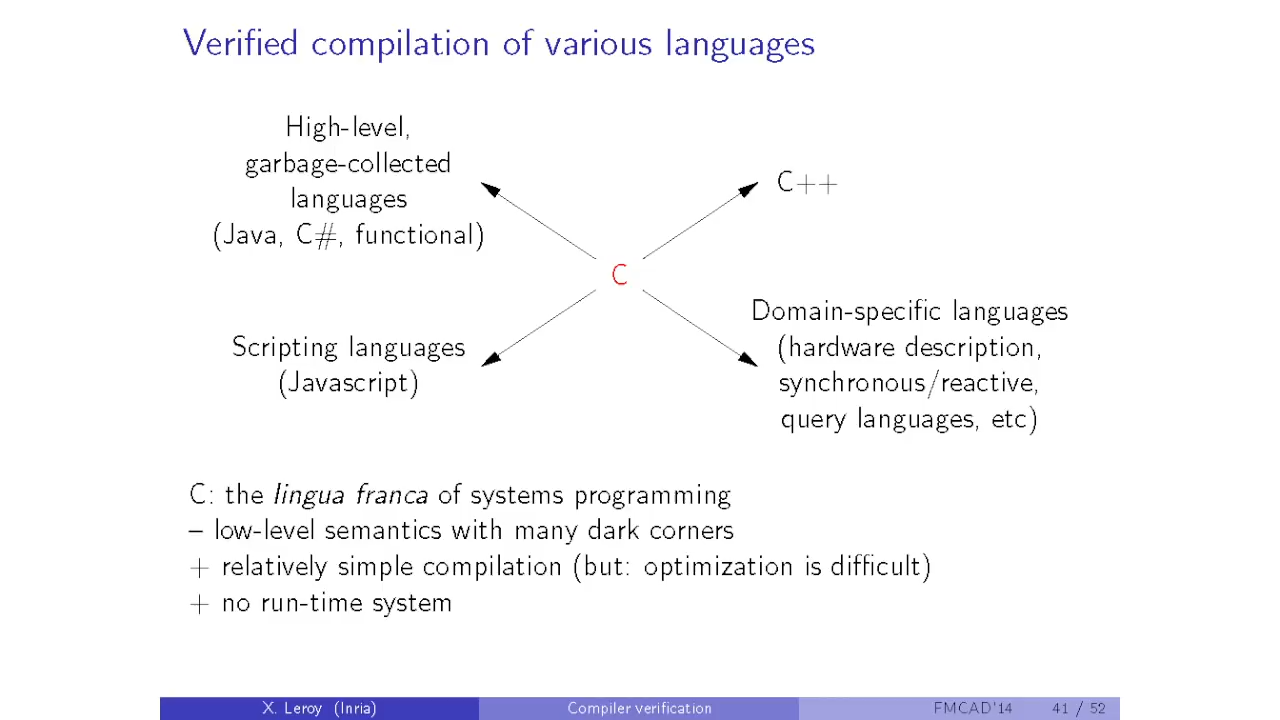 Verified compilation of various languages
High-level,
garbage-collected
languages
(Java, C#, functional)
C++
C
Scripting languages
(Javascript)
Domain-specific languages
(hardware description,
synchronous/reactive,
query languages, etc)
C: the lingua franca of systems programming
– low-level semantics with many dark corners
+ relatively simple compilation (but: optimization is difficult)
+ no run-time system
X. Leroy (Inria) Compiler verification FMCAD'14 41 / 52